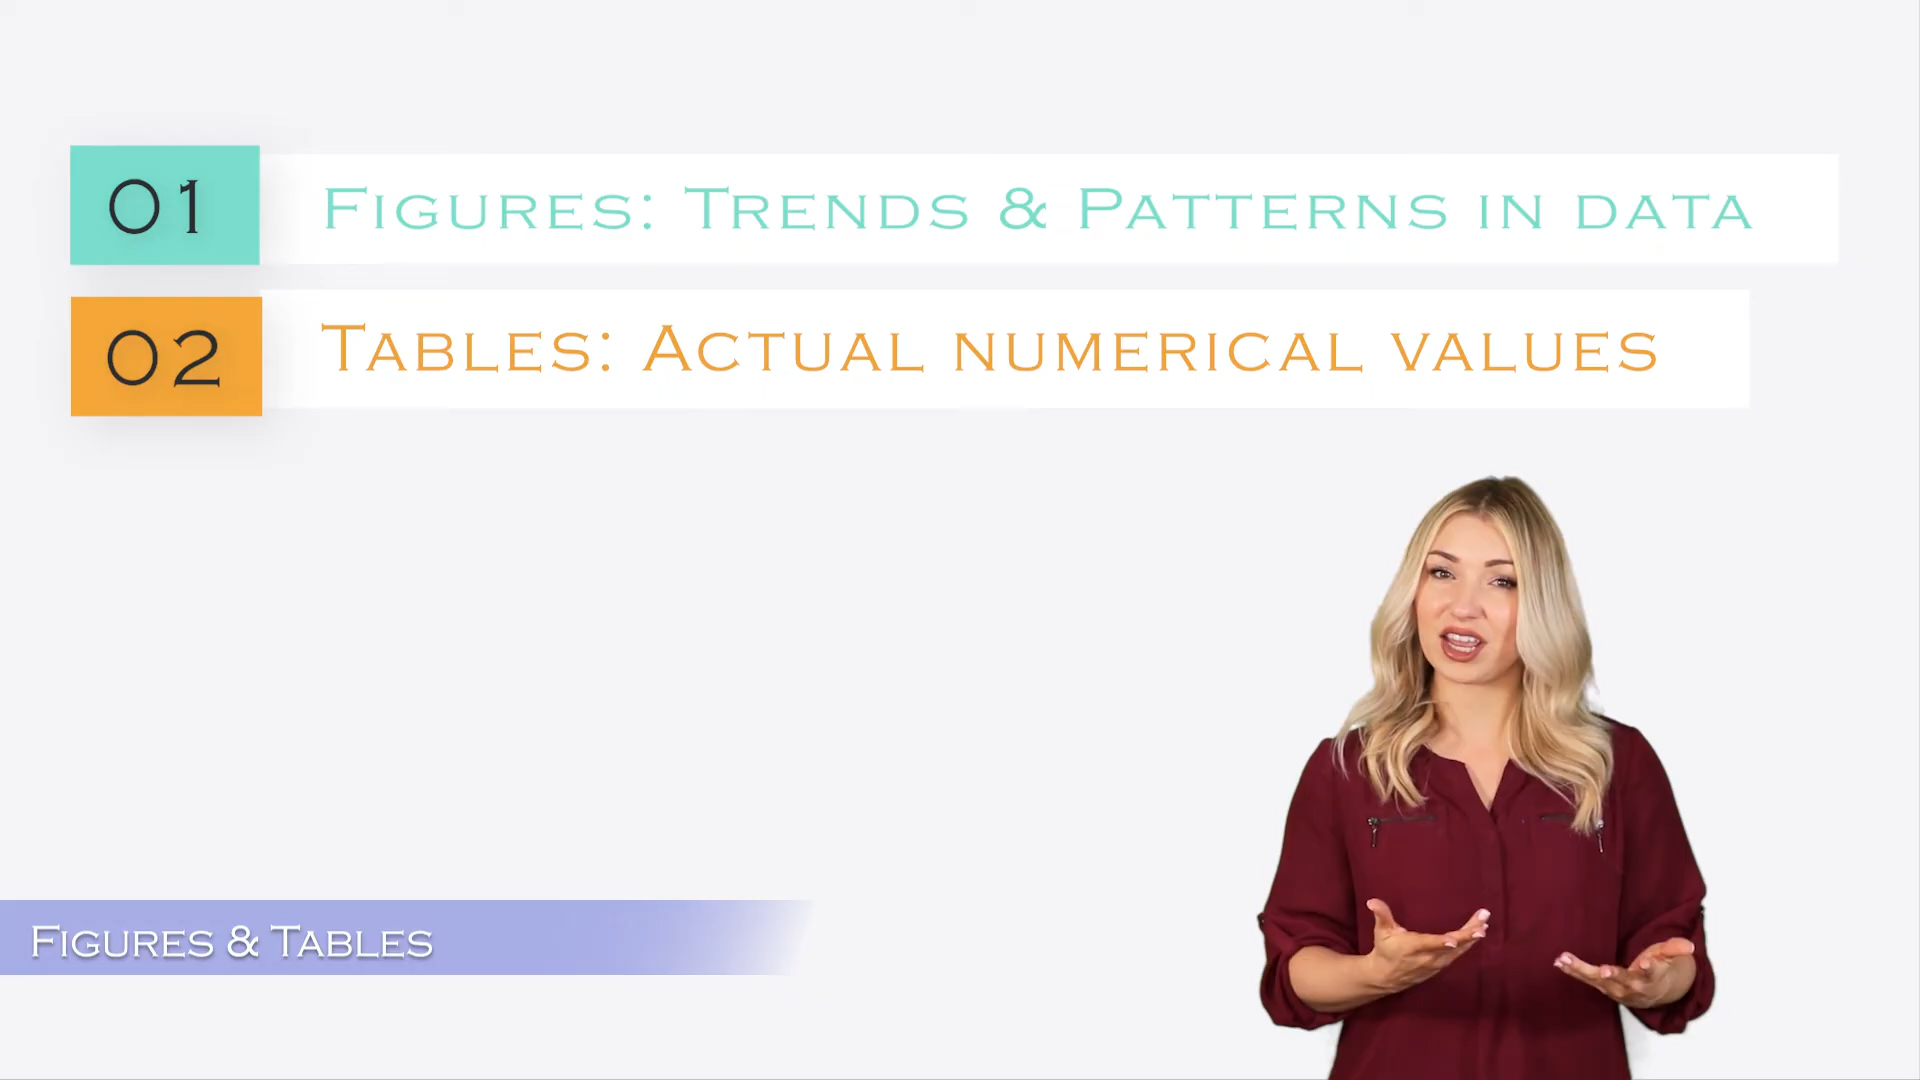 01 Figures: Trends & Patterns in data
02 Tables: Actual numerical values
Figures & Tables